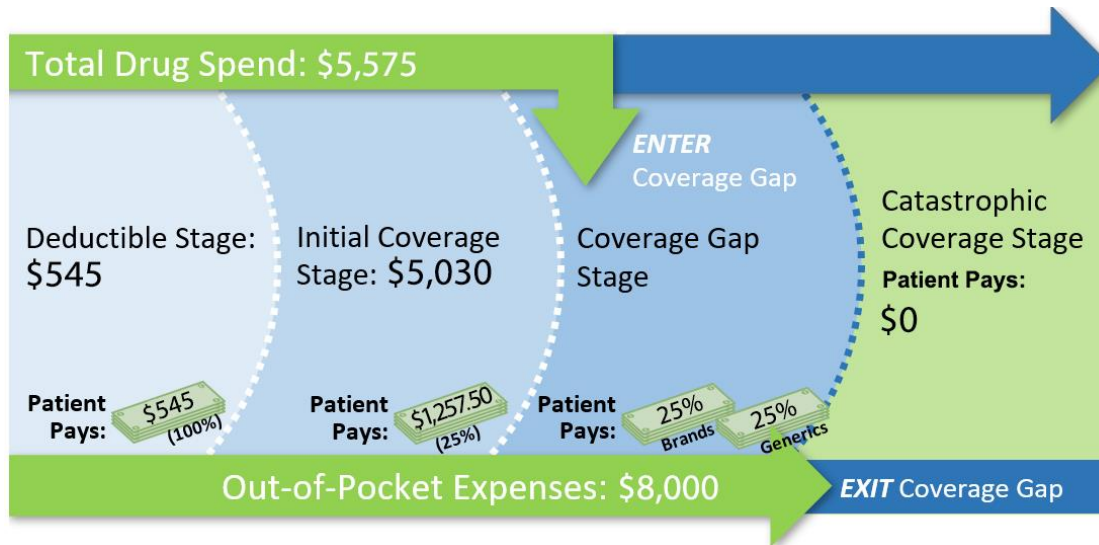 Total Drug Spend: $5,575
ENTER
Coverage Gap
Deductible Stage:
$545
Initial Coverage
Stage: $5,030
Coverage Gap
Stage
Catastrophic
Coverage Stage
Patient Pays:
$0
Patient
Pays:
$545
(100%)
Patient
Pays:
$1,257.50
(25%)
Patient
Pays:
25%
Brands
25%
Generics
Out-of-Pocket Expenses: $8,000
EXIT Coverage Gap